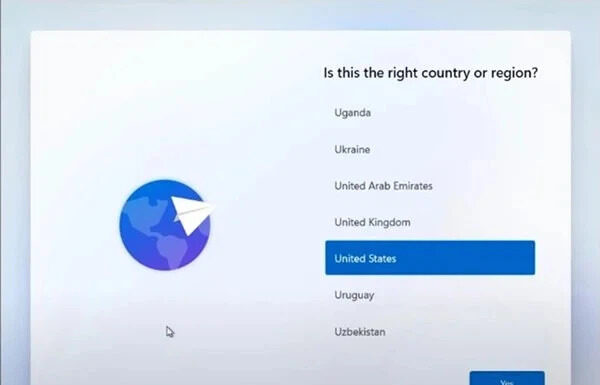 Is this the right country or region?
Uganda
Ukraine
United Arab Emirates
United Kingdom
United States
Uruguay
Uzbekistan
Yes